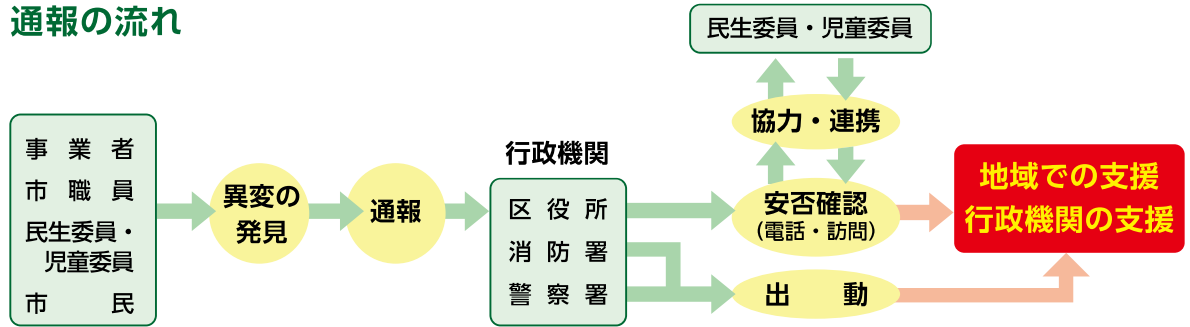 通報の流れ
事業者
市職員
民生委員・
児童委員
市民
異変の
発見
通報
行政機関
区役所
消防署
警察署
民生委員・児童委員
協力・連携
安否確認
(電話・訪問)
出動
地域での支援
行政機関の支援